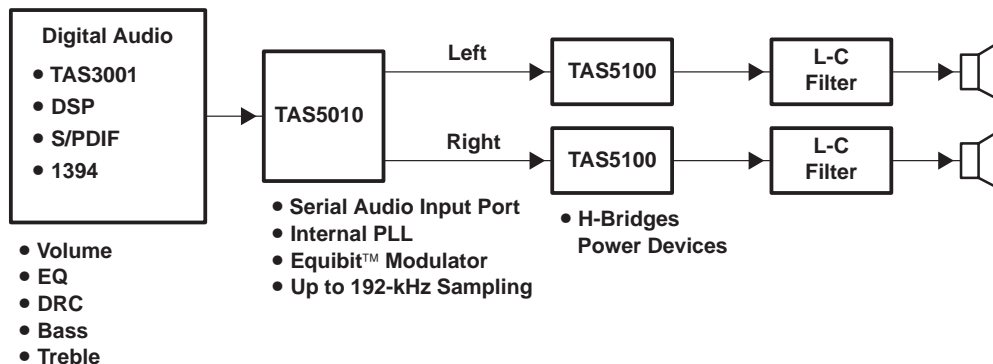 Digital Audio
● TAS3001
● DSP
● S/PDIF
● 1394
● Volume
● EQ
● DRC
● Bass
● Treble
TAS5010
● Serial Audio Input Port
● Internal PLL
● Equibit™ Modulator
● Up to 192-kHz Sampling
Left
Right
TAS5100
TAS5100
● H-Bridges
Power Devices
L-C
Filter
L-C
Filter